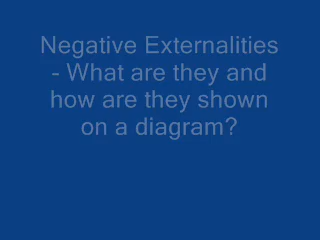 Negative Externalities
- What are they and
how are they shown
on a diagram?